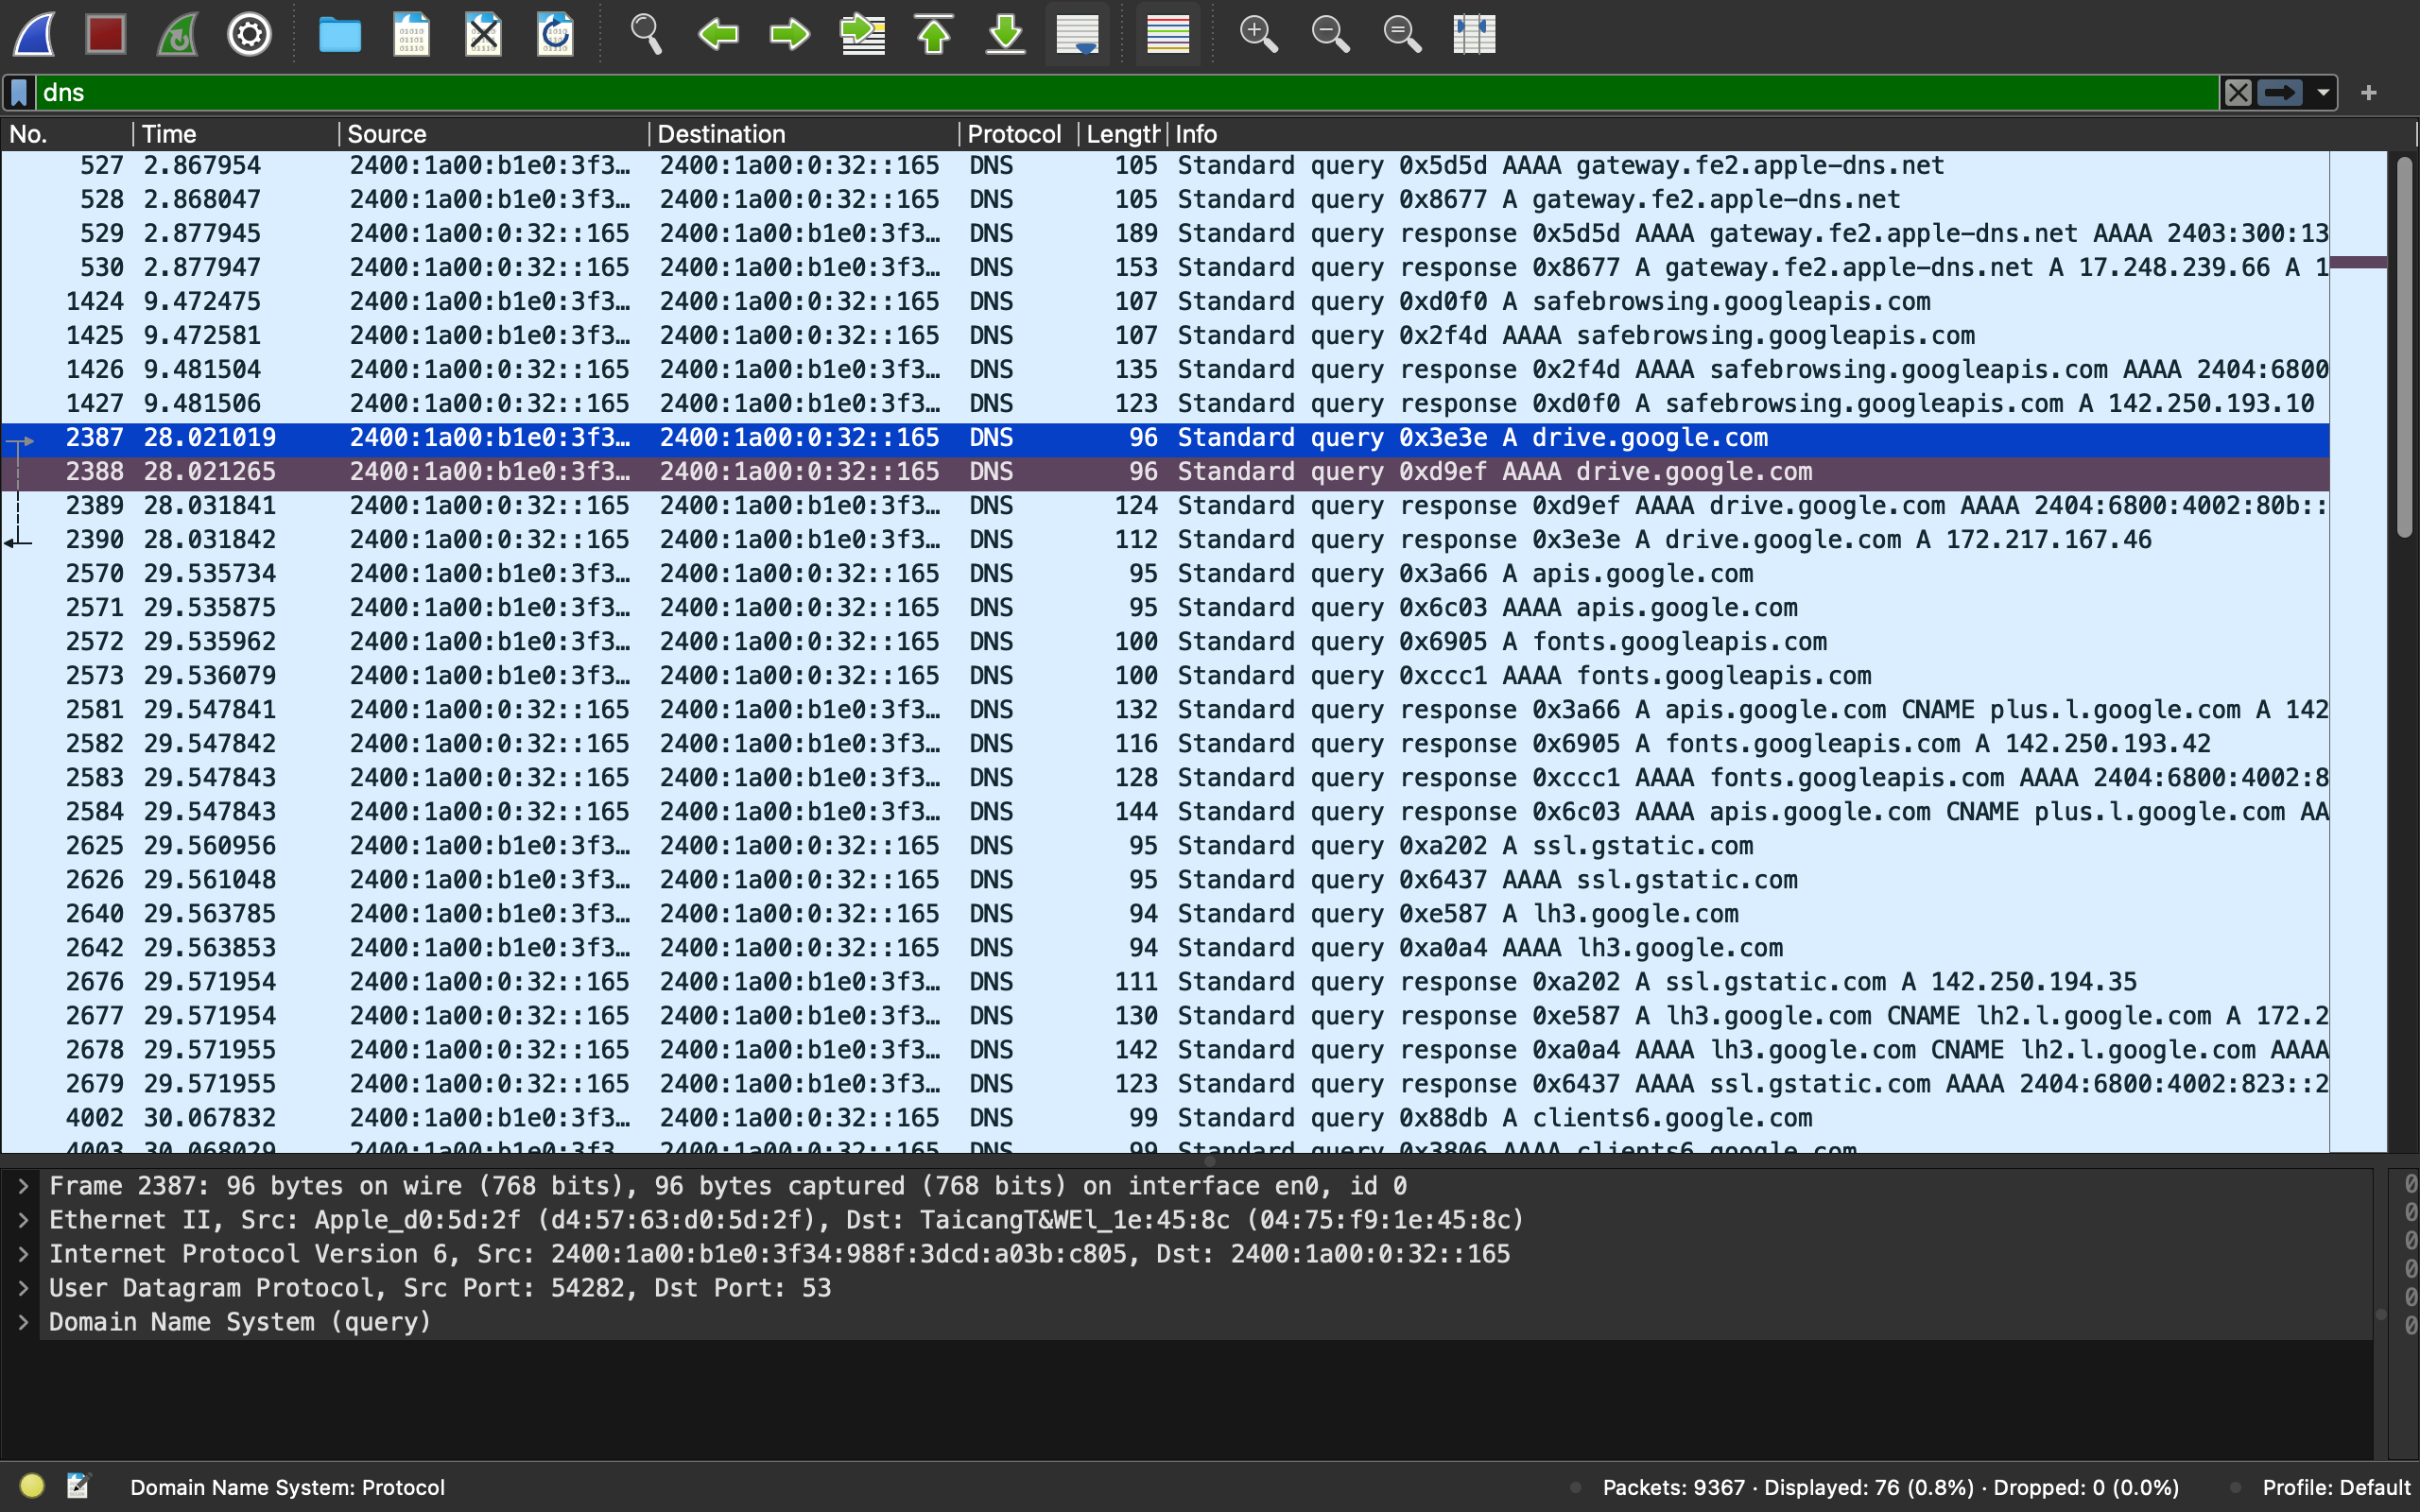 dns
No. Time Source Destination Protocol Length Info
527 2.867954 2400:1a00:b1e0:3f3… 2400:1a00:0:32::165 DNS 105 Standard query 0x5d5d AAAA gateway.fe2.apple-dns.net
528 2.868047 2400:1a00:b1e0:3f3… 2400:1a00:0:32::165 DNS 105 Standard query 0x8677 A gateway.fe2.apple-dns.net
529 2.877945 2400:1a00:0:32::165 2400:1a00:b1e0:3f3… DNS 189 Standard query response 0x5d5d AAAA gateway.fe2.apple-dns.net AAAA 2403:300:13
530 2.877947 2400:1a00:0:32::165 2400:1a00:b1e0:3f3… DNS 153 Standard query response 0x8677 A gateway.fe2.apple-dns.net A 17.248.239.66 A 1
1424 9.472475 2400:1a00:b1e0:3f3… 2400:1a00:0:32::165 DNS 107 Standard query 0xd0f0 A safebrowsing.googleapis.com
1425 9.472581 2400:1a00:b1e0:3f3… 2400:1a00:0:32::165 DNS 107 Standard query 0x2f4d AAAA safebrowsing.googleapis.com
1426 9.481504 2400:1a00:0:32::165 2400:1a00:b1e0:3f3… DNS 135 Standard query response 0x2f4d AAAA safebrowsing.googleapis.com AAAA 2404:6800
1427 9.481506 2400:1a00:0:32::165 2400:1a00:b1e0:3f3… DNS 123 Standard query response 0xd0f0 A safebrowsing.googleapis.com A 142.250.193.10
2387 28.021019 2400:1a00:b1e0:3f3… 2400:1a00:0:32::165 DNS 96 Standard query 0x3e3e A drive.google.com
2388 28.021265 2400:1a00:b1e0:3f3… 2400:1a00:0:32::165 DNS 96 Standard query 0xd9ef AAAA drive.google.com
2389 28.031841 2400:1a00:0:32::165 2400:1a00:b1e0:3f3… DNS 124 Standard query response 0xd9ef AAAA drive.google.com AAAA 2404:6800:4002:80b::
2390 28.031842 2400:1a00:0:32::165 2400:1a00:b1e0:3f3… DNS 112 Standard query response 0x3e3e A drive.google.com A 172.217.167.46
2570 29.535734 2400:1a00:b1e0:3f3… 2400:1a00:0:32::165 DNS 95 Standard query 0x3a66 A apis.google.com
2571 29.535875 2400:1a00:b1e0:3f3… 2400:1a00:0:32::165 DNS 95 Standard query 0x6c03 AAAA apis.google.com
2572 29.535962 2400:1a00:b1e0:3f3… 2400:1a00:0:32::165 DNS 100 Standard query 0x6905 A fonts.googleapis.com
2573 29.536079 2400:1a00:b1e0:3f3… 2400:1a00:0:32::165 DNS 100 Standard query 0xccc1 AAAA fonts.googleapis.com
2581 29.547841 2400:1a00:0:32::165 2400:1a00:b1e0:3f3… DNS 132 Standard query response 0x3a66 A apis.google.com CNAME plus.l.google.com A 142
2582 29.547842 2400:1a00:0:32::165 2400:1a00:b1e0:3f3… DNS 116 Standard query response 0x6905 A fonts.googleapis.com A 142.250.193.42
2583 29.547843 2400:1a00:0:32::165 2400:1a00:b1e0:3f3… DNS 128 Standard query response 0xccc1 AAAA fonts.googleapis.com AAAA 2404:6800:4002:8
2584 29.547843 2400:1a00:0:32::165 2400:1a00:b1e0:3f3… DNS 144 Standard query response 0x6c03 AAAA apis.google.com CNAME plus.l.google.com AA
2625 29.560956 2400:1a00:b1e0:3f3… 2400:1a00:0:32::165 DNS 95 Standard query 0xa202 A ssl.gstatic.com
2626 29.561048 2400:1a00:b1e0:3f3… 2400:1a00:0:32::165 DNS 95 Standard query 0x6437 AAAA ssl.gstatic.com
2640 29.563785 2400:1a00:b1e0:3f3… 2400:1a00:0:32::165 DNS 94 Standard query 0xe587 A lh3.google.com
2642 29.563853 2400:1a00:b1e0:3f3… 2400:1a00:0:32::165 DNS 94 Standard query 0xa0a4 AAAA lh3.google.com
2676 29.571954 2400:1a00:0:32::165 2400:1a00:b1e0:3f3… DNS 111 Standard query response 0xa202 A ssl.gstatic.com A 142.250.194.35
2677 29.571954 2400:1a00:0:32::165 2400:1a00:b1e0:3f3… DNS 130 Standard query response 0xe587 A lh3.google.com CNAME lh2.l.google.com A 172.2
2678 29.571955 2400:1a00:0:32::165 2400:1a00:b1e0:3f3… DNS 142 Standard query response 0xa0a4 AAAA lh3.google.com CNAME lh2.l.google.com AAAA
2679 29.571955 2400:1a00:0:32::165 2400:1a00:b1e0:3f3… DNS 123 Standard query response 0x6437 AAAA ssl.gstatic.com AAAA 2404:6800:4002:823::2
4002 30.067832 2400:1a00:b1e0:3f3… 2400:1a00:0:32::165 DNS 99 Standard query 0x88db A clients6.google.com
4003 30.068029 2400:1a00:b1e0:3f3… 2400:1a00:0:32::165 DNS 99 Standard query 0x3806 AAAA clients6.google.com
Frame 2387: 96 bytes on wire (768 bits), 96 bytes captured (768 bits) on interface en0, id 0
Ethernet II, Src: Apple_d0:5d:2f (d4:57:63:d0:5d:2f), Dst: TaicangT&WEl_1e:45:8c (04:75:f9:1e:45:8c)
Internet Protocol Version 6, Src: 2400:1a00:b1e0:3f34:988f:3dcd:a03b:c805, Dst: 2400:1a00:0:32::165
User Datagram Protocol, Src Port: 54282, Dst Port: 53
Domain Name System (query)
Domain Name System: Protocol
Packets: 9367 · Displayed: 76 (0.8%) · Dropped: 0 (0.0%)
Profile: Default